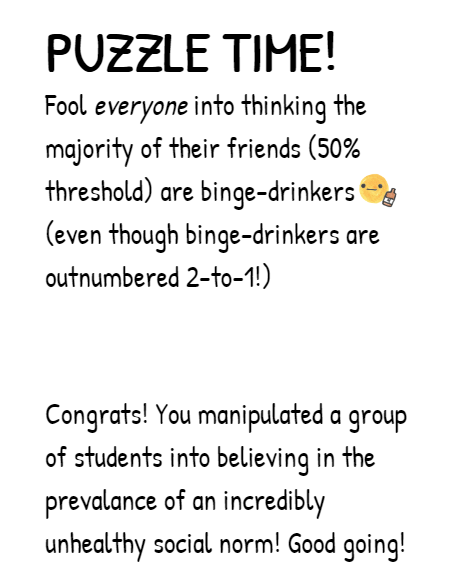 PUZZLE TIME!
Fool everyone into thinking the
majority of their friends (50%
threshold) are binge-drinkers
(even though binge-drinkers are
outnumbered 2-to-1!)
Congrats! You manipulated a group
of students into believing in the
prevalance of an incredibly
unhealthy social norm! Good going!